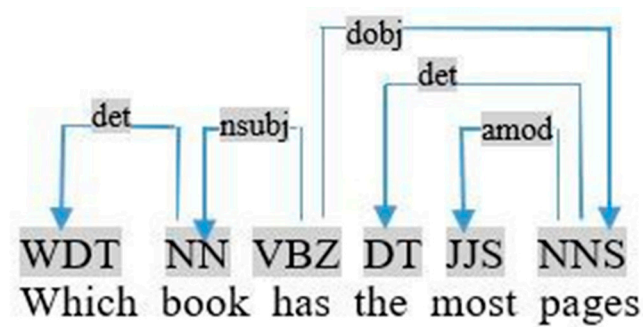 dobj
det
det nsubj amod
WDT NN VBZ DT JJS NNS
Which book has the most pages